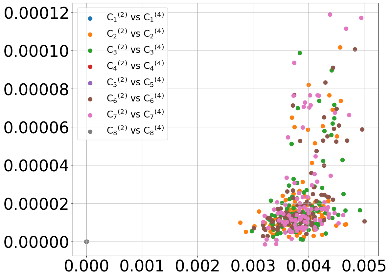 0.00012
0.00010
0.00008
0.00006
0.00004
0.00002
0.00000
C₁⁽²⁾ vs C₁⁽⁴⁾
C₂⁽²⁾ vs C₂⁽⁴⁾
C₃⁽²⁾ vs C₃⁽⁴⁾
C₄⁽²⁾ vs C₄⁽⁴⁾
C₅⁽²⁾ vs C₅⁽⁴⁾
C₆⁽²⁾ vs C₆⁽⁴⁾
C₇⁽²⁾ vs C₇⁽⁴⁾
C₈⁽²⁾ vs C₈⁽⁴⁾
0.000 0.001 0.002 0.003 0.004 0.005